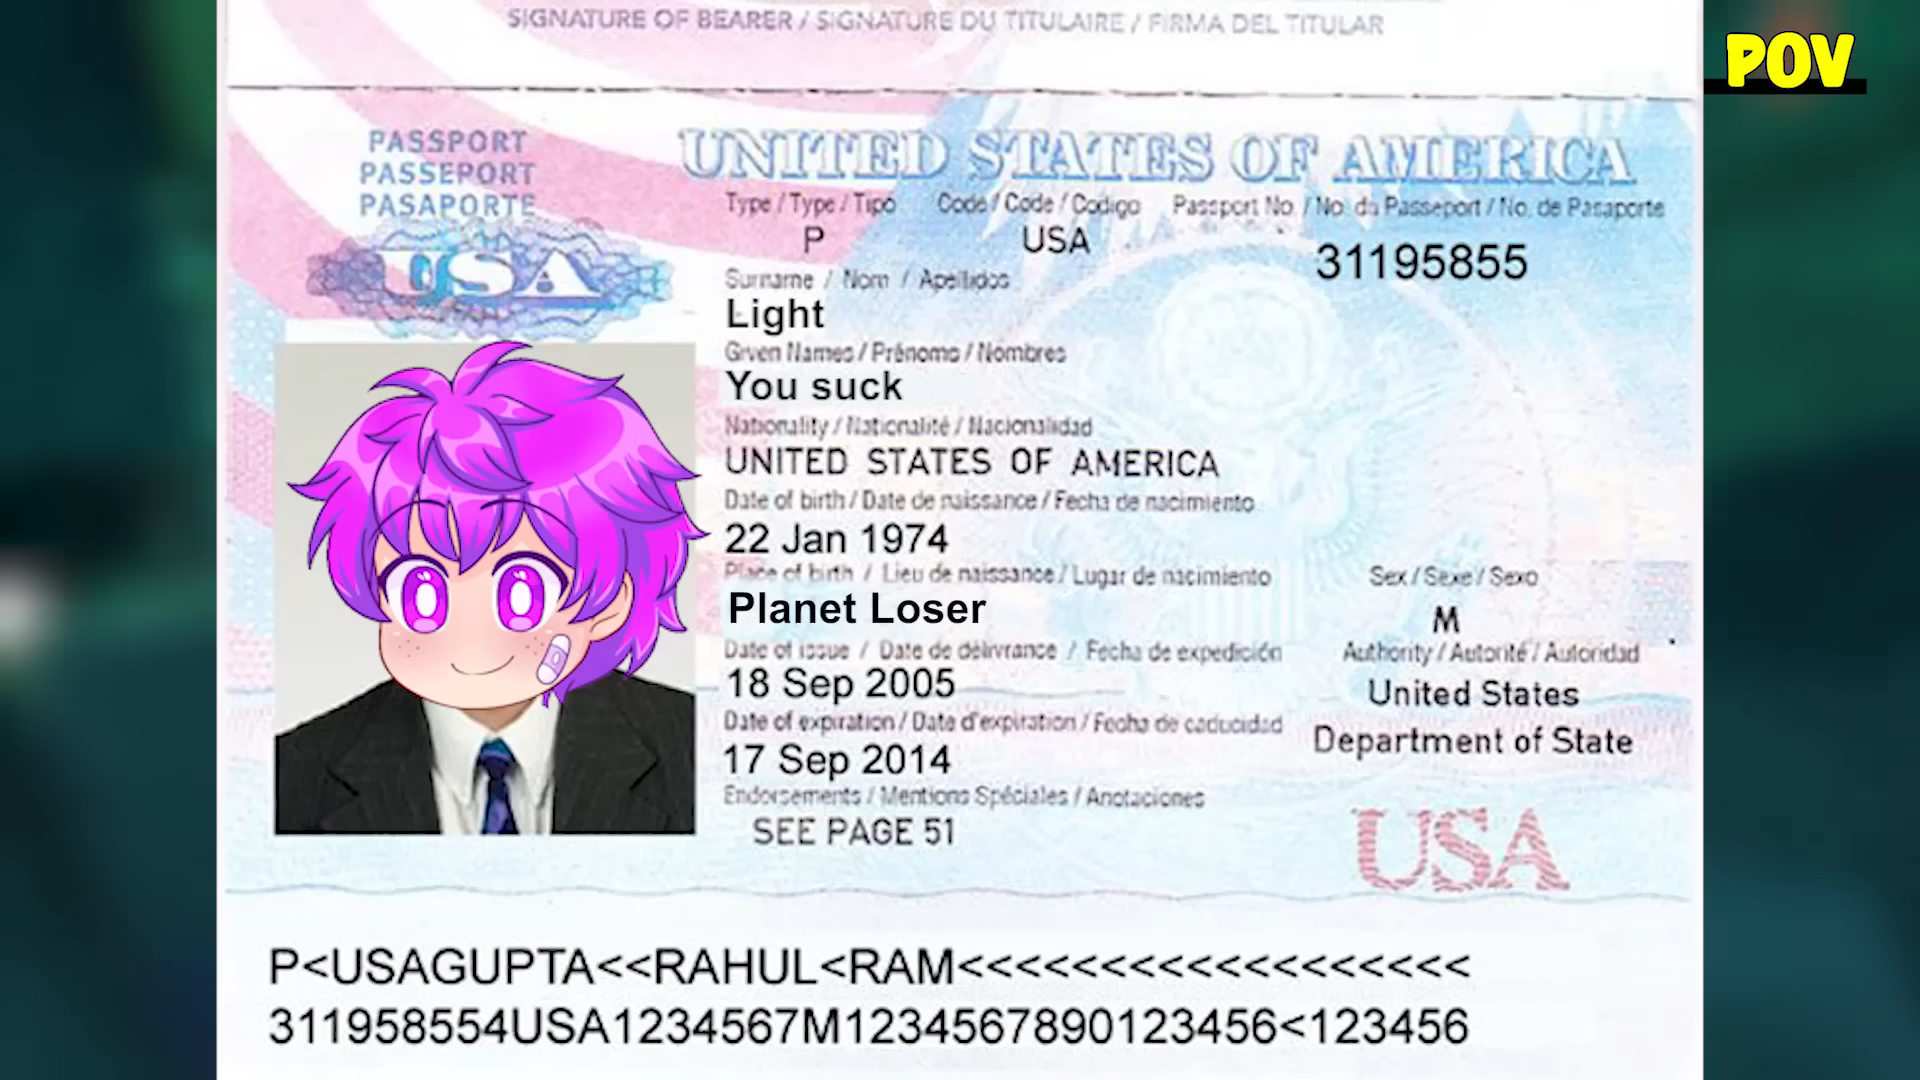 SIGNATURE OF BEARER / SIGNATURE DU TITULAIRE / FIRMA DEL TITULAR
POV
PASSPORT
PASSEPORT
PASAPORTE
USA
UNITED STATES OF AMERICA
Type / Type / Tipo Code / Code / Codigo Passport No. / No. du Passeport / No. de Pasaporte
P USA 31195855
Surname / Nom / Apellidos
Light
Given Names / Prénoms / Nombres
You suck
Nationality / Nationalité / Nacionalidad
UNITED STATES OF AMERICA
Date of birth / Date de naissance / Fecha de nacimiento
22 Jan 1974
Place of birth / Lieu de naissance / Lugar de nacimiento Sex / Sexe / Sexo
Planet Loser M
Date of issue / Date de délivrance / Fecha de expedición Authority / Autorité / Autoridad
18 Sep 2005 United States
Date of expiration / Date d'expiration / Fecha de caducidad Department of State
17 Sep 2014
Endorsements / Mentions Spéciales / Anotaciones
SEE PAGE 51
USA
P<USAGUPTA<<RAHUL<RAM<<<<<<<<<<<<<<<<<<
311958554USA1234567M1234567890123456<123456